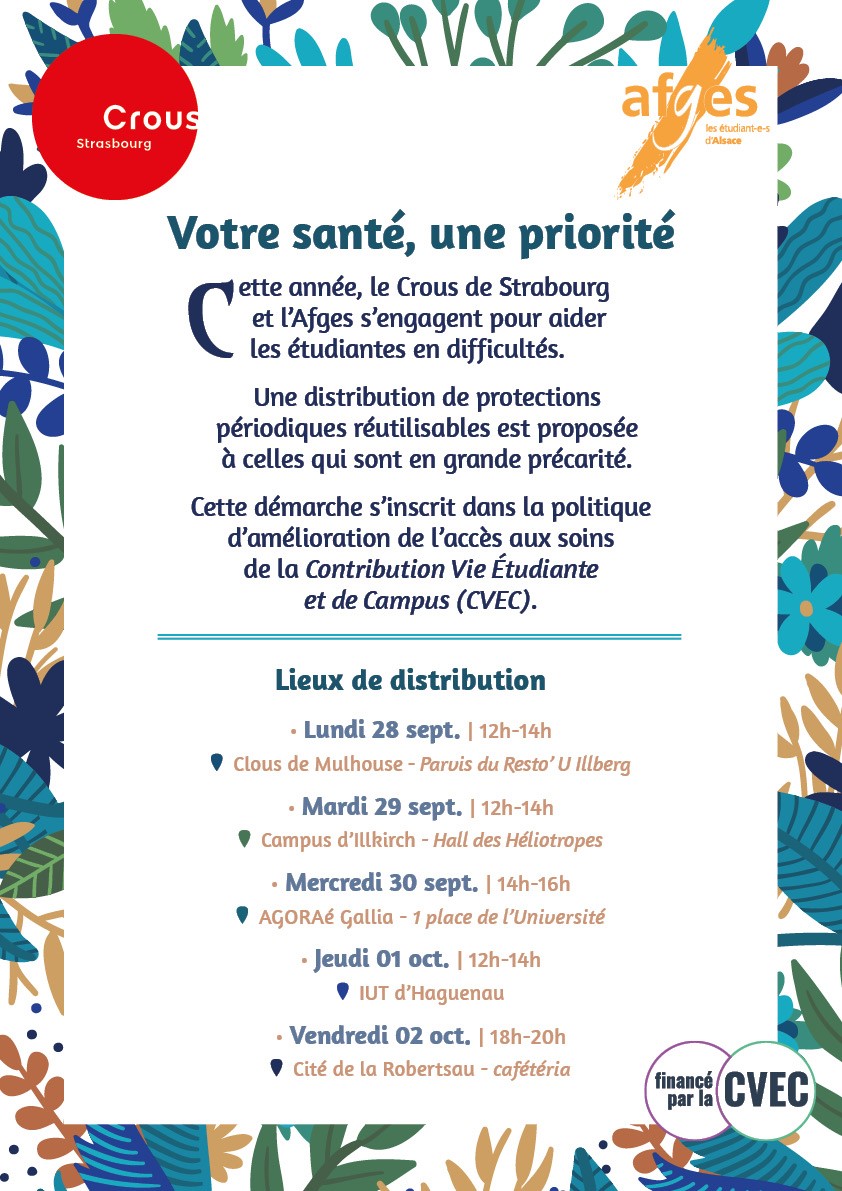 Crous
Strasbourg
afges
les étudiant-e-s
d'Alsace
Votre santé, une priorité
Cette année, le Crous de Strabourg
et l'Afges s'engagent pour aider
les étudiantes en difficultés.
Une distribution de protections
périodiques réutilisables est proposée
à celles qui sont en grande précarité.
Cette démarche s'inscrit dans la politique
d'amélioration de l'accès aux soins
de la Contribution Vie Étudiante
et de Campus (CVEC).
Lieux de distribution
• Lundi 28 sept. | 12h-14h
Clous de Mulhouse - Parvis du Resto' U Illberg
• Mardi 29 sept. | 12h-14h
Campus d'Illkirch - Hall des Héliotropes
• Mercredi 30 sept. | 14h-16h
AGORAé Gallia - 1 place de l'Université
• Jeudi 01 oct. | 12h-14h
IUT d'Haguenau
• Vendredi 02 oct. | 18h-20h
Cité de la Robertsau - cafétéria
financé
par la
CVEC